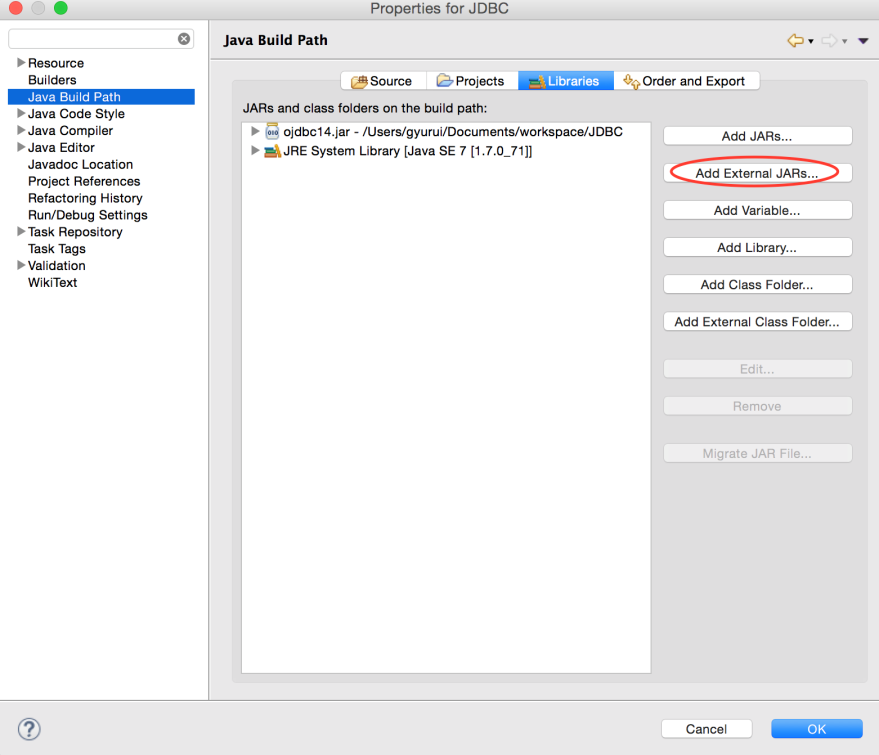 Properties for JDBC
Resource
Builders
Java Build Path
Java Code Style
Java Compiler
Java Editor
Javadoc Location
Project References
Refactoring History
Run/Debug Settings
Task Repository
Task Tags
Validation
WikiText
Java Build Path
Source Projects Libraries Order and Export
JARs and class folders on the build path:
010 ojdbc14.jar - /Users/gyurui/Documents/workspace/JDBC
JRE System Library [Java SE 7 [1.7.0_71]]
Add JARs...
Add External JARs...
Add Variable...
Add Library...
Add Class Folder...
Add External Class Folder...
Edit...
Remove
Migrate JAR File...
?
Cancel OK